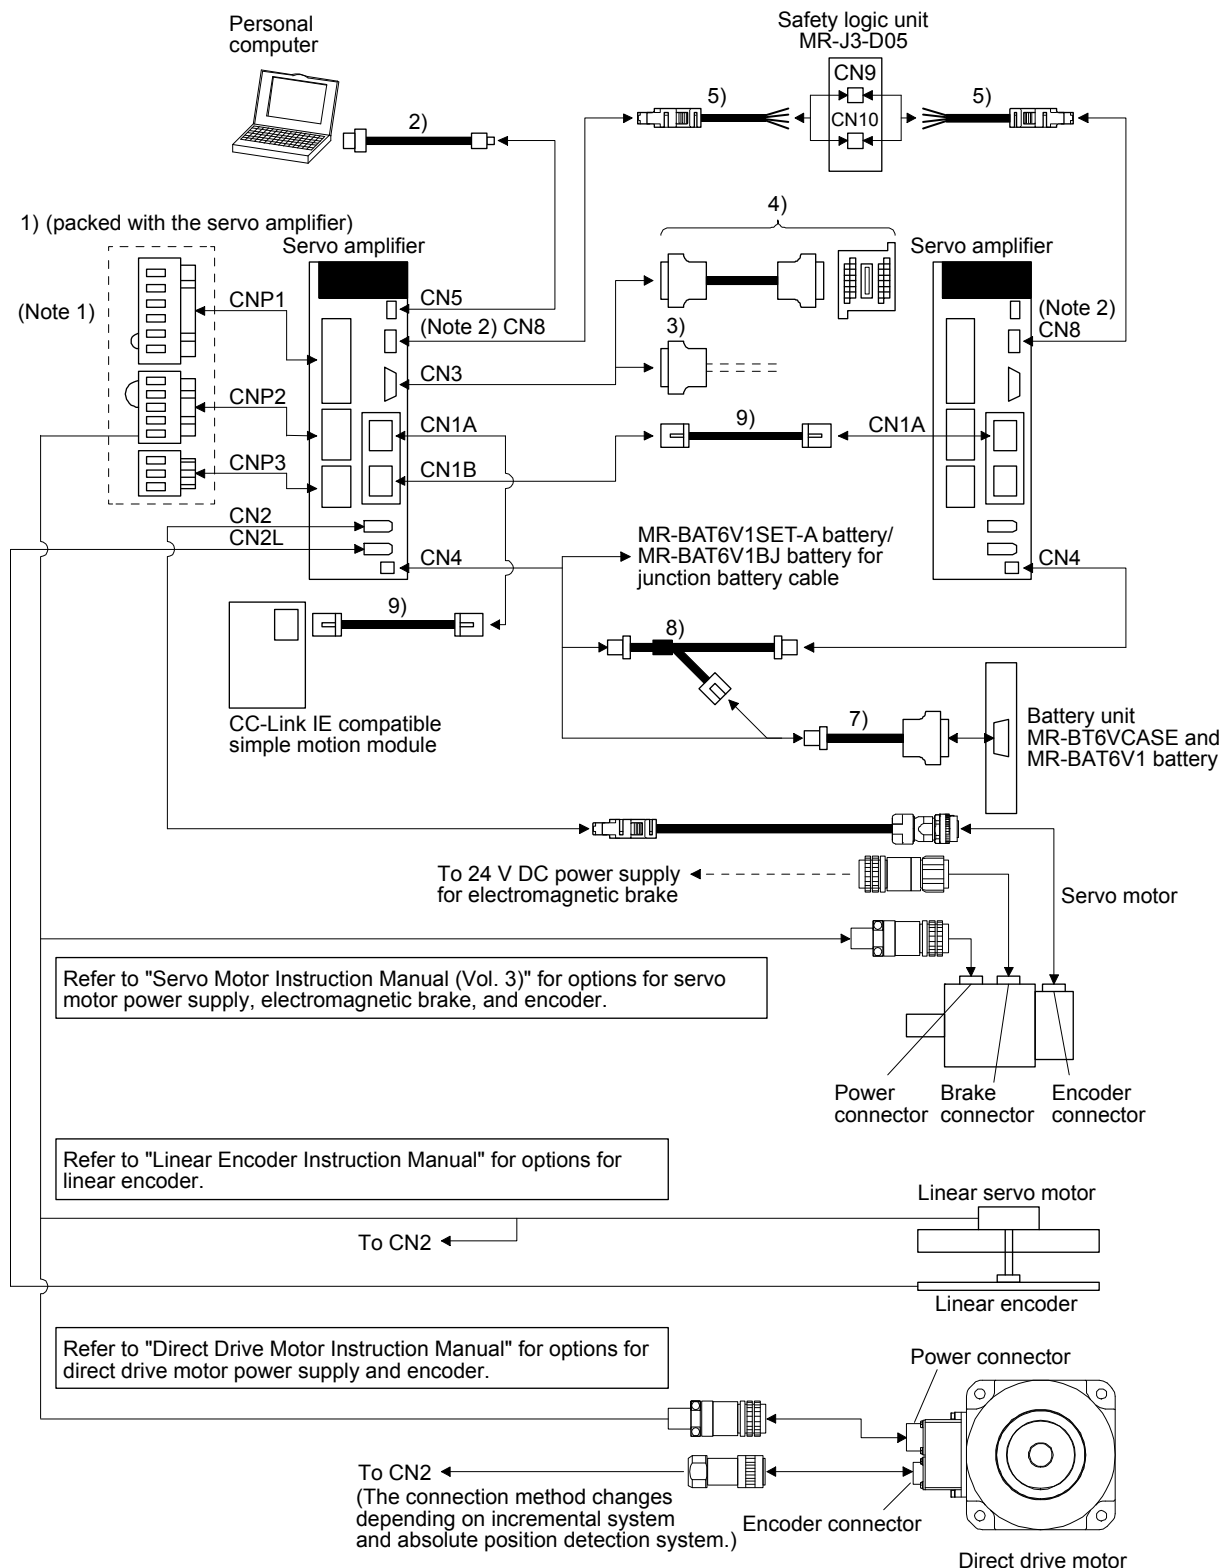 Personal
computer
Safety logic unit
MR-J3-D05
CN9
CN10
5)
5)
2)
1) (packed with the servo amplifier)
4)
Servo amplifier
Servo amplifier
(Note 1)
CNP1
CN5
(Note 2) CN8
3)
(Note 2)
CN8
CNP2
CN3
CN1A
9)
CN1A
CNP3
CN1B
CN2
CN2L
CN4
MR-BAT6V1SET-A battery/
MR-BAT6V1BJ battery for
junction battery cable
CN4
9)
8)
CC-Link IE compatible
simple motion module
7)
Battery unit
MR-BT6VCASE and
MR-BAT6V1 battery
To 24 V DC power supply
for electromagnetic brake
Servo motor
Refer to "Servo Motor Instruction Manual (Vol. 3)" for options for servo
motor power supply, electromagnetic brake, and encoder.
Power
connector
Brake
connector
Encoder
connector
Refer to "Linear Encoder Instruction Manual" for options for
linear encoder.
Linear servo motor
To CN2
Linear encoder
Refer to "Direct Drive Motor Instruction Manual" for options for
direct drive motor power supply and encoder.
Power connector
To CN2
(The connection method changes
depending on incremental system
and absolute position detection system.)
Encoder connector
Direct drive motor